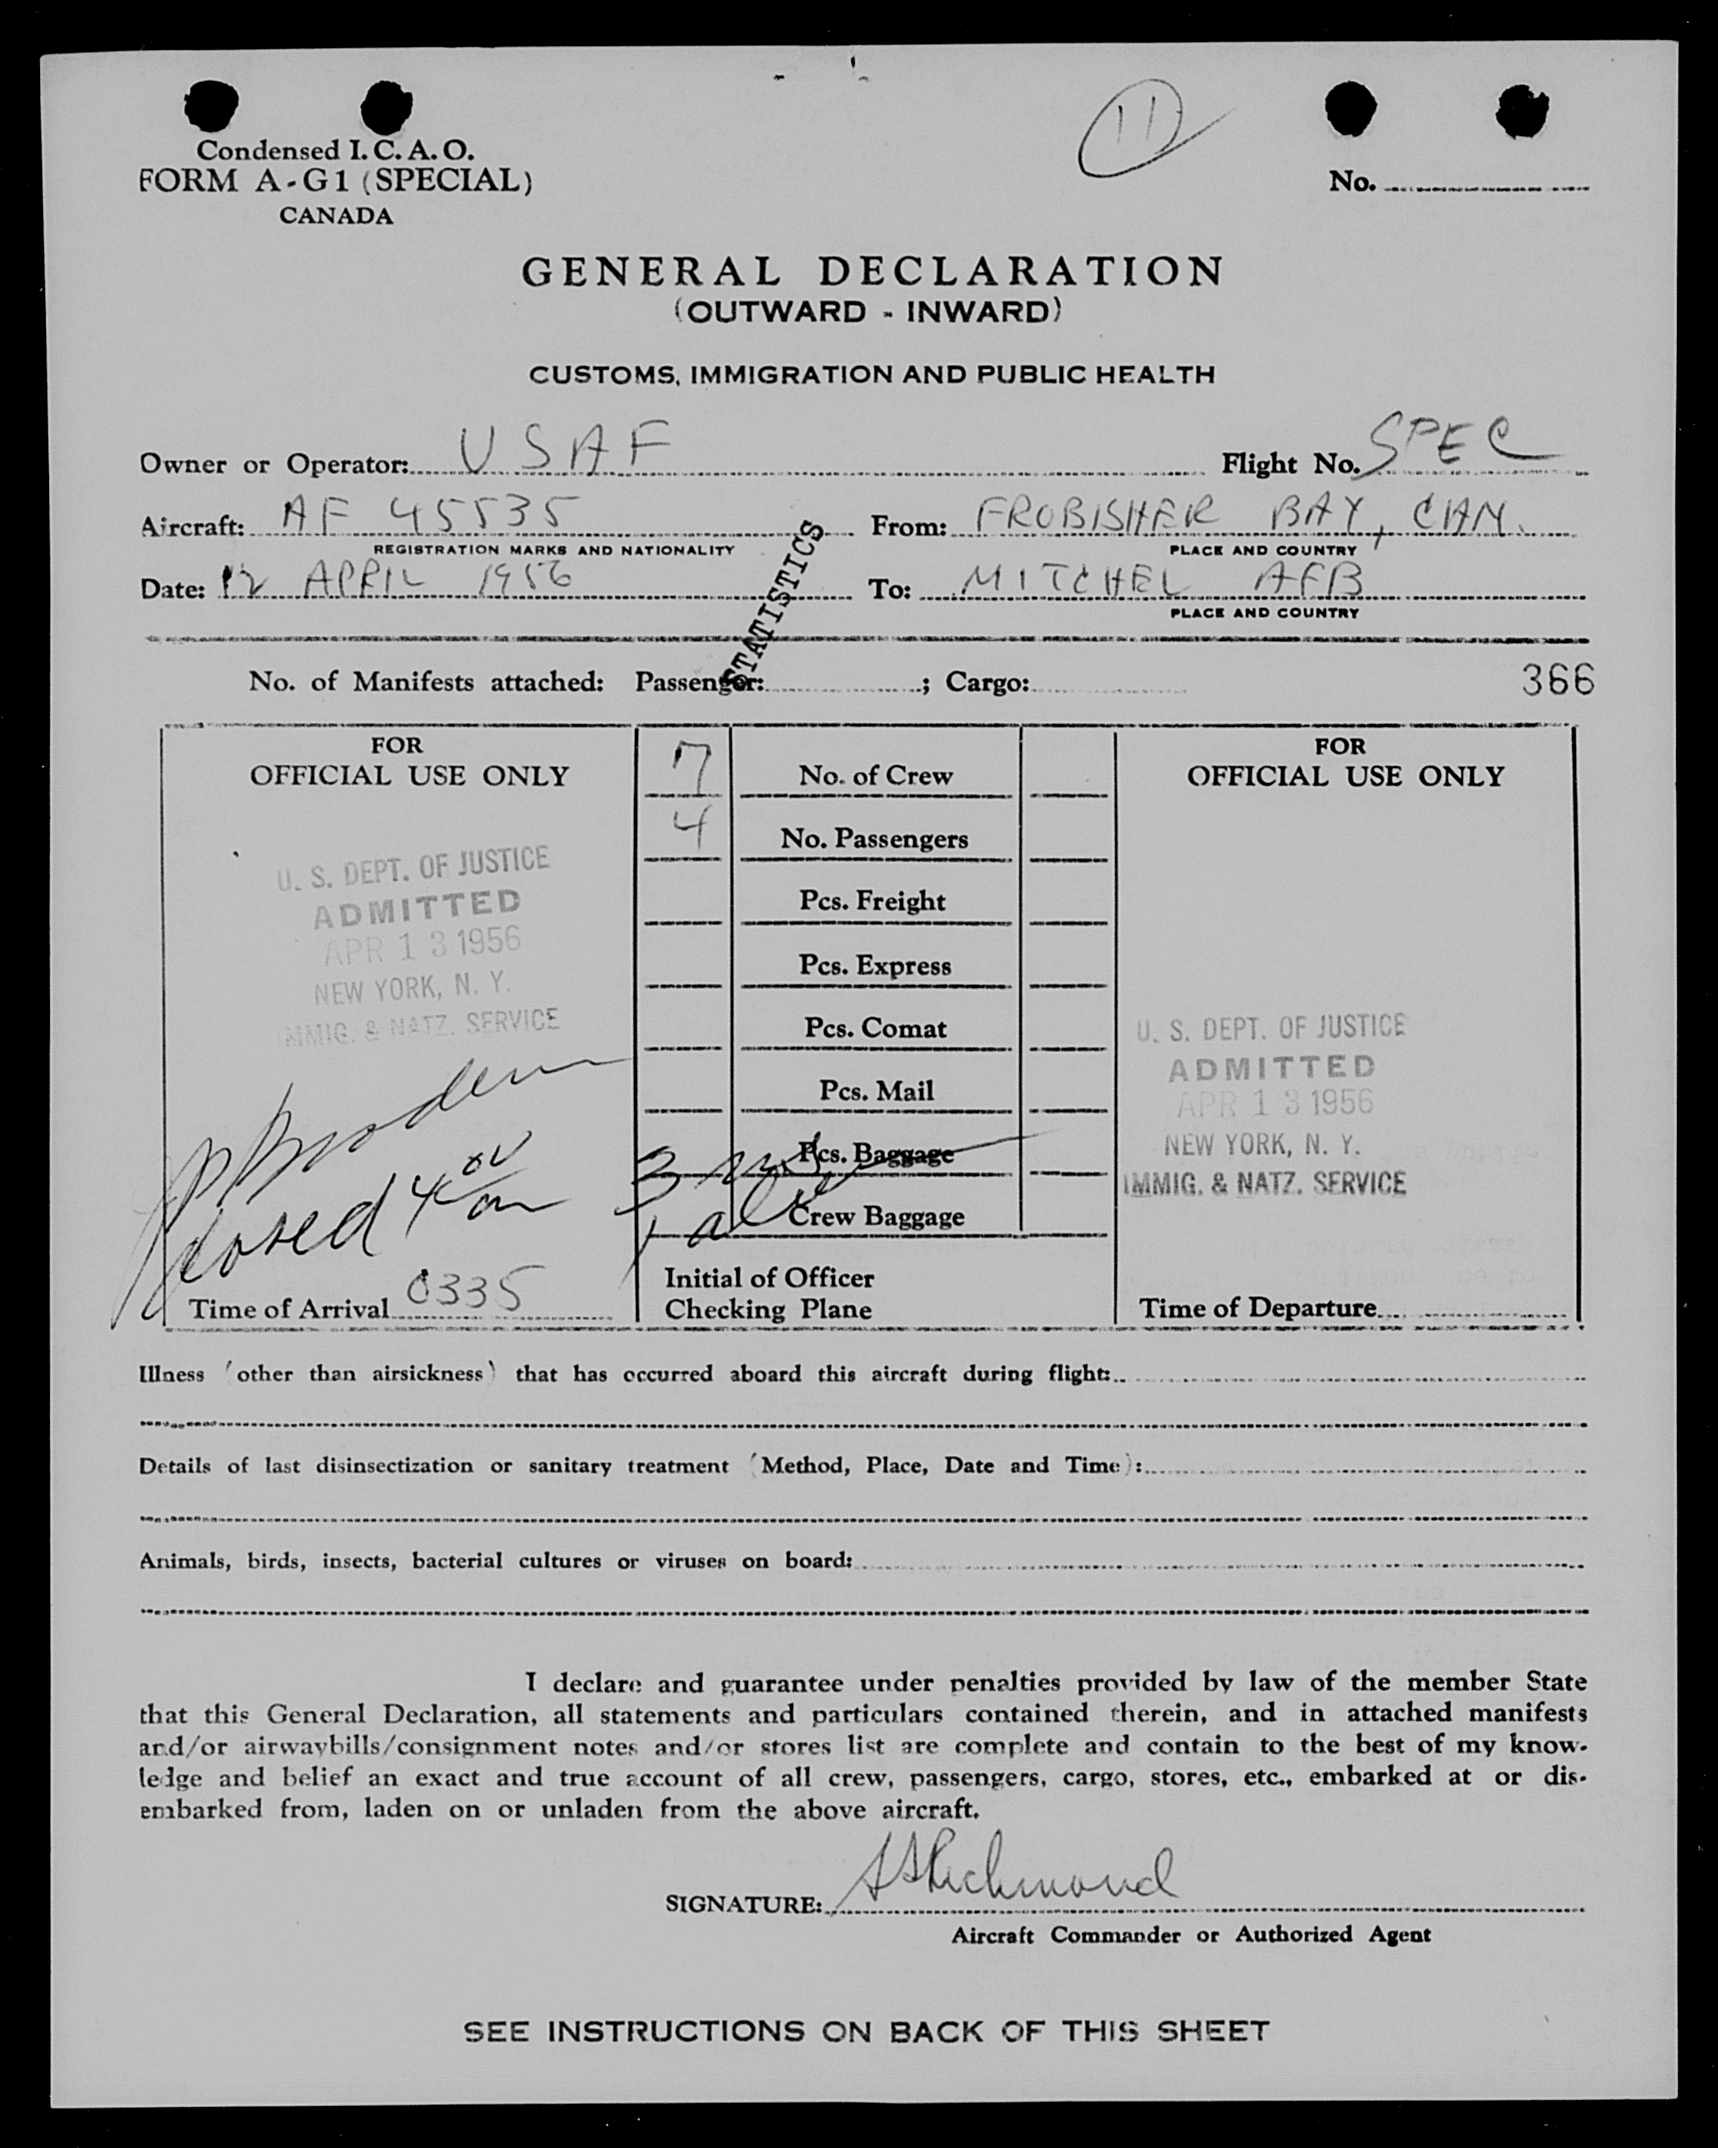 11
Condensed I. C. A. O.
FORM A-G1 (SPECIAL)
CANADA
No.
GENERAL DECLARATION
(OUTWARD - INWARD)
CUSTOMS, IMMIGRATION AND PUBLIC HEALTH
Owner or Operator: USAF Flight No. SPEC
Aircraft: AF 45535 From: FROBISHER BAY, CAN.
REGISTRATION MARKS AND NATIONALITY PLACE AND COUNTRY
Date: 12 APRIL 1956 To: MITCHEL AFB
PLACE AND COUNTRY
STATISTICS
No. of Manifests attached: Passenger: ; Cargo: 366
FOR
OFFICIAL USE ONLY
U. S. DEPT. OF JUSTICE
ADMITTED
APR 13 1956
NEW YORK, N. Y.
IMMIG. & NATZ. SERVICE
Time of Arrival 0335
7 No. of Crew
4 No. Passengers
Pcs. Freight
Pcs. Express
Pcs. Comat
Pcs. Mail
Pcs. Baggage
3
1
Crew Baggage
Initial of Officer
Checking Plane
FOR
OFFICIAL USE ONLY
U. S. DEPT. OF JUSTICE
ADMITTED
APR 13 1956
NEW YORK, N. Y.
IMMIG. & NATZ. SERVICE
Time of Departure
Illness (other than airsickness) that has occurred aboard this aircraft during flight:
Details of last disinsectization or sanitary treatment (Method, Place, Date and Time):
Animals, birds, insects, bacterial cultures or viruses on board:
I declare and guarantee under penalties provided by law of the member State
that this General Declaration, all statements and particulars contained therein, and in attached manifests
and/or airwaybills/consignment notes and/or stores list are complete and contain to the best of my know-
ledge and belief an exact and true account of all crew, passengers, cargo, stores, etc., embarked at or dis-
embarked from, laden on or unladen from the above aircraft.
SIGNATURE: SSRichmond
Aircraft Commander or Authorized Agent
SEE INSTRUCTIONS ON BACK OF THIS SHEET